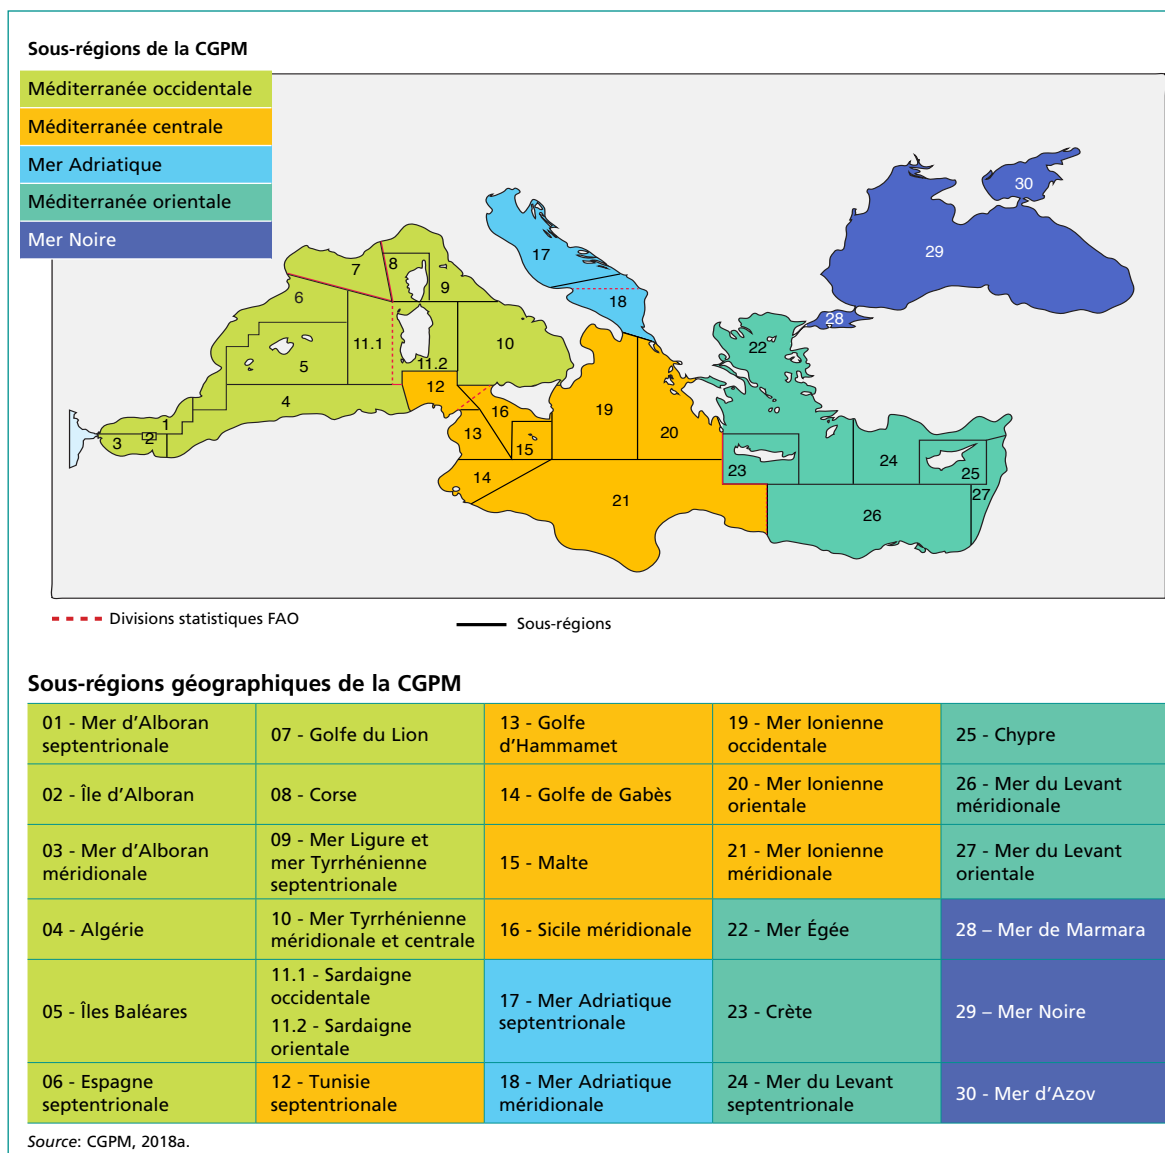 Sous-régions de la CGPM
Méditerranée occidentale
Méditerranée centrale
Mer Adriatique
Méditerranée orientale
Mer Noire
30
17
29
7
8
9
6
18
28
22
11.1
10
5
11.2
12
4
16
19
1
3
2
13
20
15
24
23
25
14
27
21
26
Divisions statistiques FAO
Sous-régions
Sous-régions géographiques de la CGPM
01 - Mer d'Alboran
septentrionale
07 - Golfe du Lion
13 - Golfe
d'Hammamet
19 - Mer Ionienne
occidentale
25 - Chypre
02 - Île d'Alboran
08 - Corse
14 - Golfe de Gabès
20 - Mer Ionienne
orientale
26 - Mer du Levant
méridionale
03 - Mer d'Alboran
méridionale
09 - Mer Ligure et
mer Tyrrhénienne
septentrionale
15 - Malte
21 - Mer Ionienne
méridionale
27 - Mer du Levant
orientale
04 - Algérie
10 - Mer Tyrrhénienne
méridionale et centrale
16 - Sicile méridionale
22 - Mer Égée
28 – Mer de Marmara
05 - Îles Baléares
11.1 - Sardaigne
occidentale
11.2 - Sardaigne
orientale
17 - Mer Adriatique
septentrionale
23 - Crète
29 – Mer Noire
06 - Espagne
septentrionale
12 - Tunisie
septentrionale
18 - Mer Adriatique
méridionale
24 - Mer du Levant
septentrionale
30 - Mer d'Azov
Source: CGPM, 2018a.